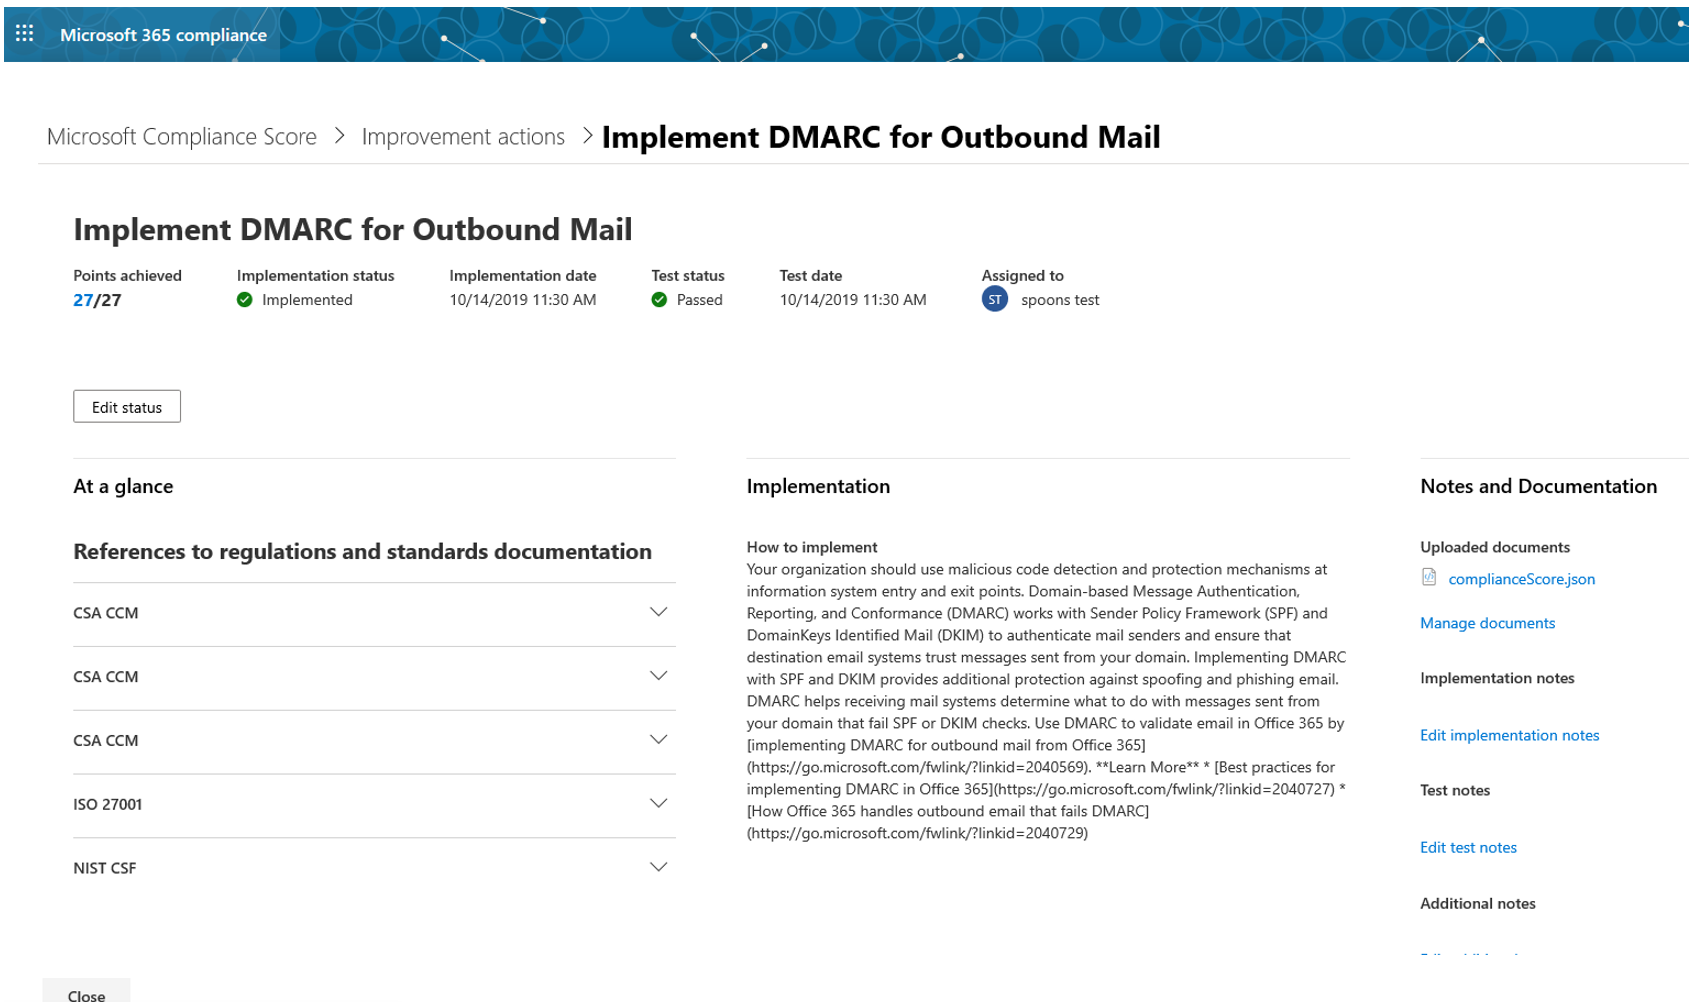 Microsoft 365 compliance
Microsoft Compliance Score > Improvement actions > Implement DMARC for Outbound Mail
Implement DMARC for Outbound Mail
Points achieved
27/27
Implementation status
Implemented
Implementation date
10/14/2019 11:30 AM
Test status
Passed
Test date
10/14/2019 11:30 AM
Assigned to
ST spoons test
Edit status
At a glance
References to regulations and standards documentation
CSA CCM
CSA CCM
CSA CCM
ISO 27001
NIST CSF
Implementation
How to implement
Your organization should use malicious code detection and protection mechanisms at
information system entry and exit points. Domain-based Message Authentication,
Reporting, and Conformance (DMARC) works with Sender Policy Framework (SPF) and
DomainKeys Identified Mail (DKIM) to authenticate mail senders and ensure that
destination email systems trust messages sent from your domain. Implementing DMARC
with SPF and DKIM provides additional protection against spoofing and phishing email.
DMARC helps receiving mail systems determine what to do with messages sent from
your domain that fail SPF or DKIM checks. Use DMARC to validate email in Office 365 by
[implementing DMARC for outbound mail from Office 365]
(https://go.microsoft.com/fwlink/?linkid=2040569). **Learn More** * [Best practices for
implementing DMARC in Office 365](https://go.microsoft.com/fwlink/?linkid=2040727) *
[How Office 365 handles outbound email that fails DMARC]
(https://go.microsoft.com/fwlink/?linkid=2040729)
Notes and Documentation
Uploaded documents
complianceScore.json
Manage documents
Implementation notes
Edit implementation notes
Test notes
Edit test notes
Additional notes
Close